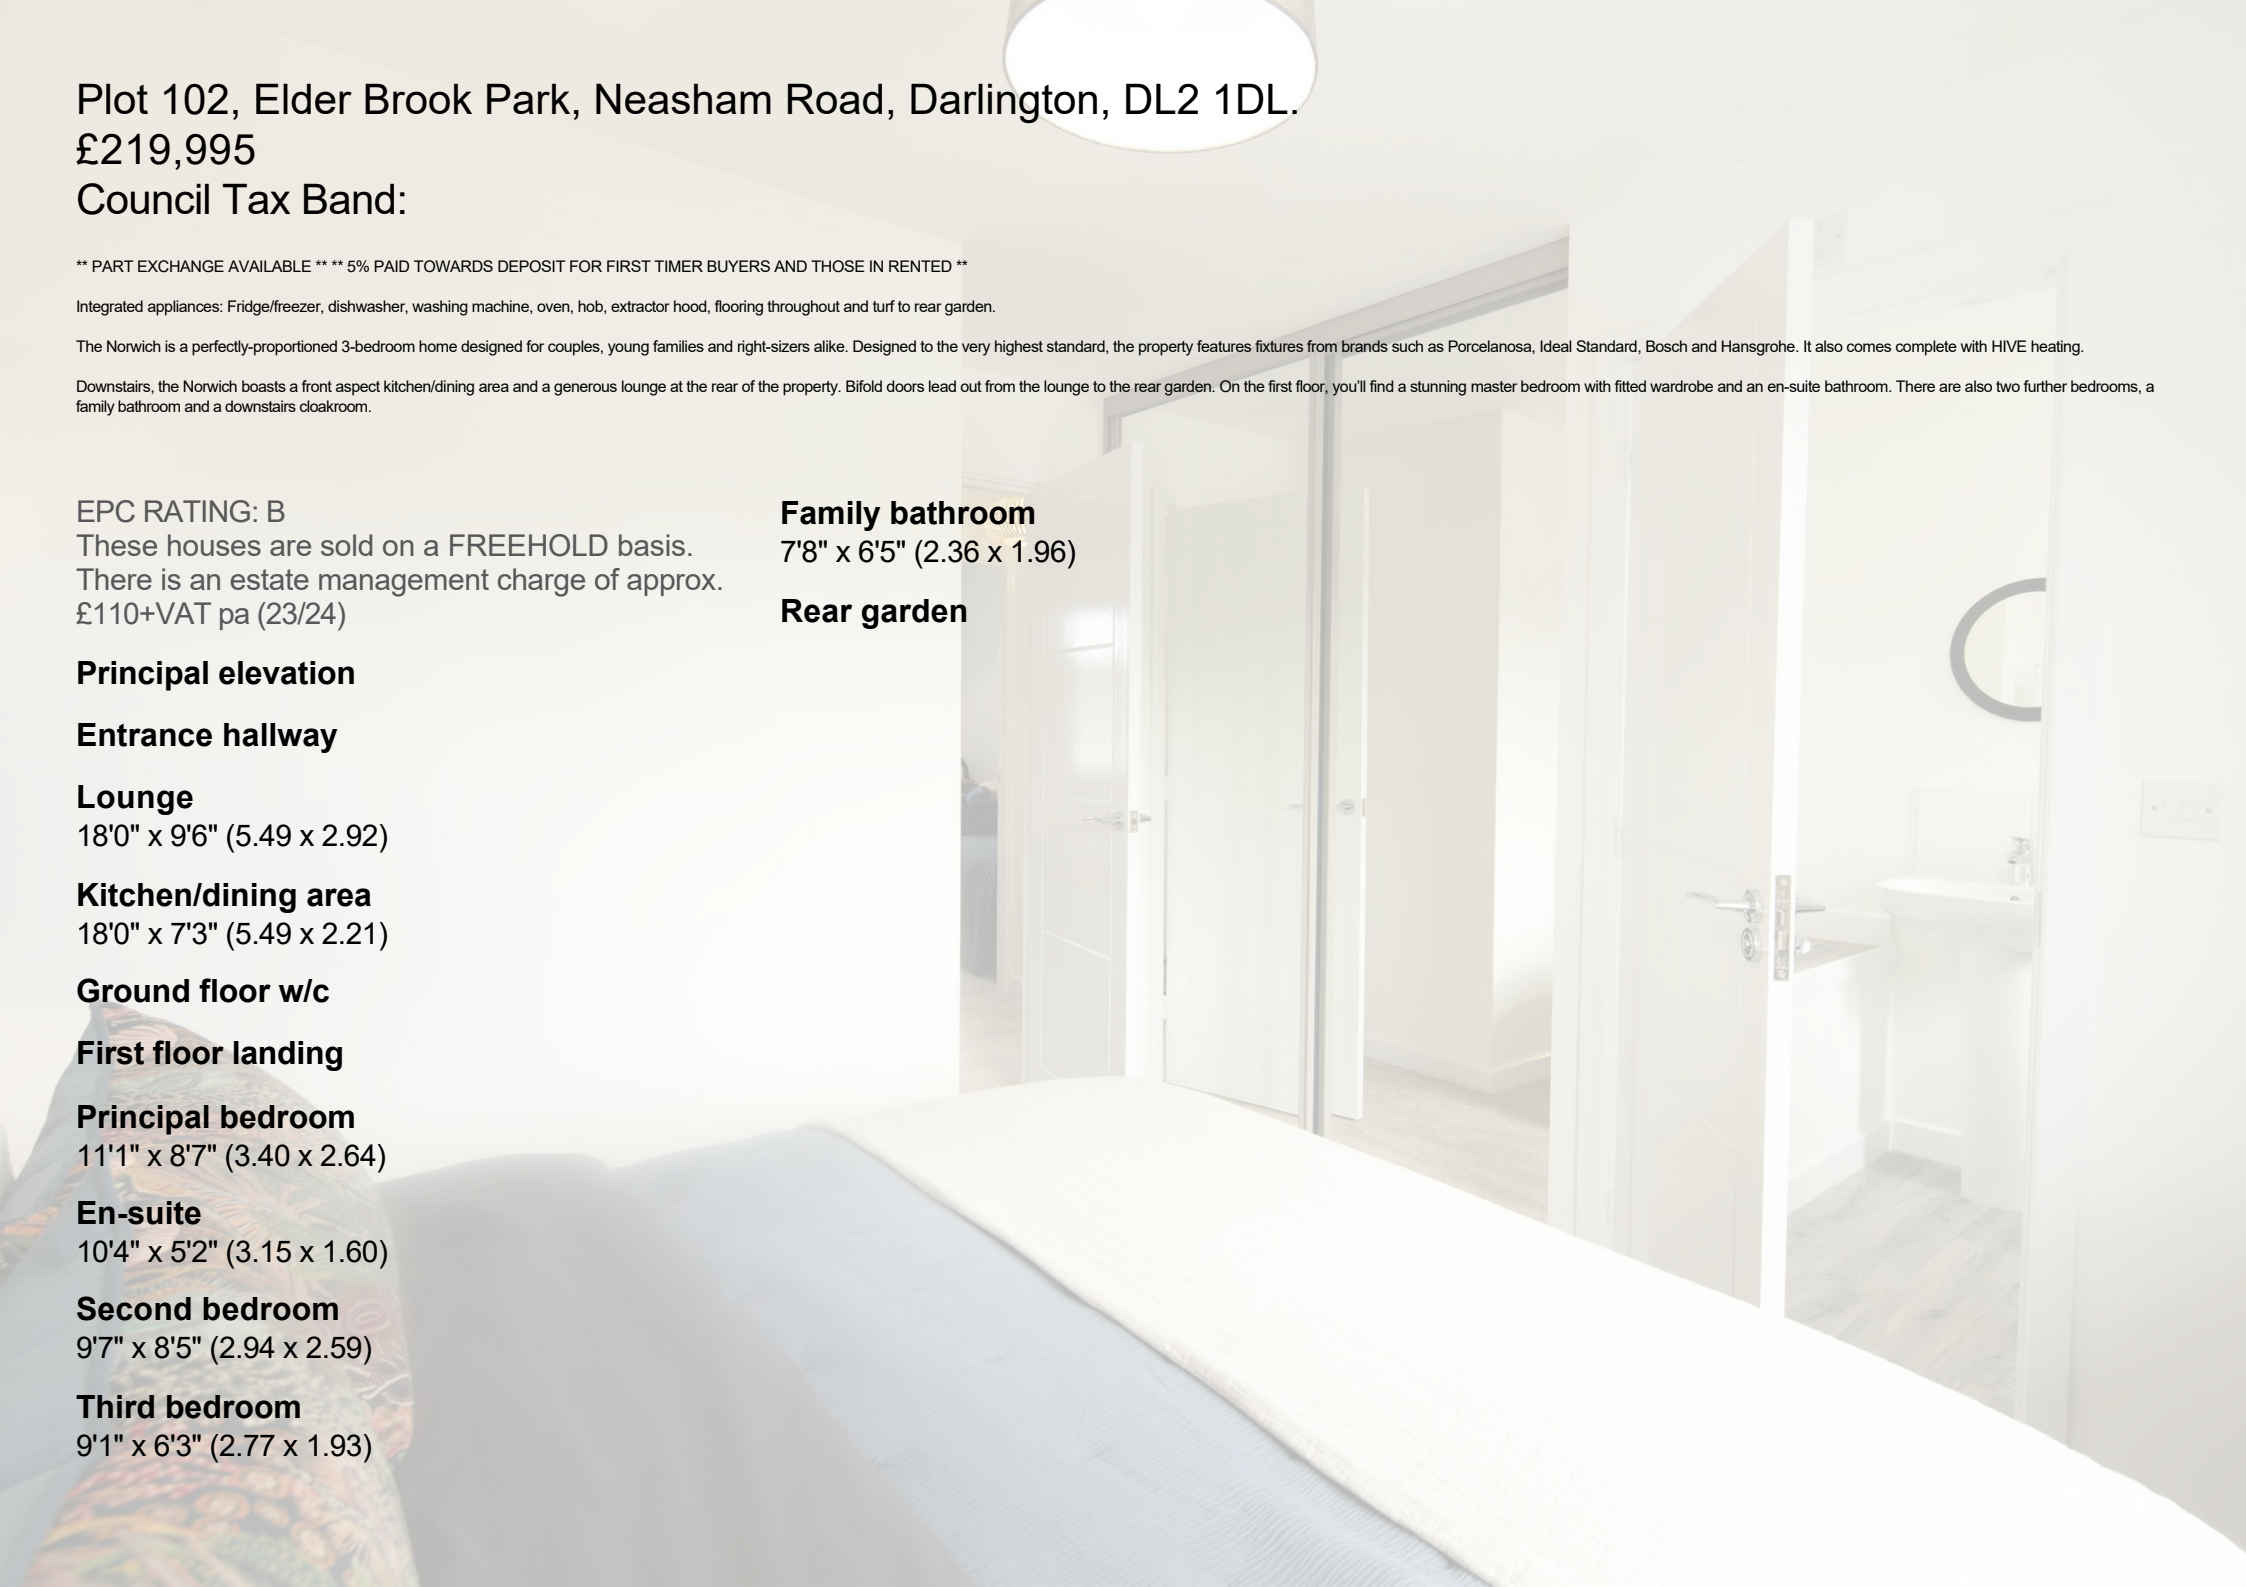 Plot 102, Elder Brook Park, Neasham Road, Darlington, DL2 1DL.
£219,995
Council Tax Band:
** PART EXCHANGE AVAILABLE ** ** 5% PAID TOWARDS DEPOSIT FOR FIRST TIMER BUYERS AND THOSE IN RENTED **
Integrated appliances: Fridge/freezer, dishwasher, washing machine, oven, hob, extractor hood, flooring throughout and turf to rear garden.
The Norwich is a perfectly-proportioned 3-bedroom home designed for couples, young families and right-sizers alike. Designed to the very highest standard, the property features fixtures from brands such as Porcelanosa, Ideal Standard, Bosch and Hansgrohe. It also comes complete with HIVE heating.
Downstairs, the Norwich boasts a front aspect kitchen/dining area and a generous lounge at the rear of the property. Bifold doors lead out from the lounge to the rear garden. On the first floor, you'll find a stunning master bedroom with fitted wardrobe and an en-suite bathroom. There are also two further bedrooms, a
family bathroom and a downstairs cloakroom.
EPC RATING: B
These houses are sold on a FREEHOLD basis.
There is an estate management charge of approx.
£110+VAT pa (23/24)
Principal elevation
Entrance hallway
Lounge
18'0" x 9'6" (5.49 x 2.92)
Kitchen/dining area
18'0" x 7'3" (5.49 x 2.21)
Ground floor w/c
First floor landing
Principal bedroom
11'1" x 8'7" (3.40 x 2.64)
En-suite
10'4" x 5'2" (3.15 x 1.60)
Second bedroom
9'7" x 8'5" (2.94 x 2.59)
Third bedroom
9'1" x 6'3" (2.77 x 1.93)
Family bathroom
7'8" x 6'5" (2.36 x 1.96)
Rear garden